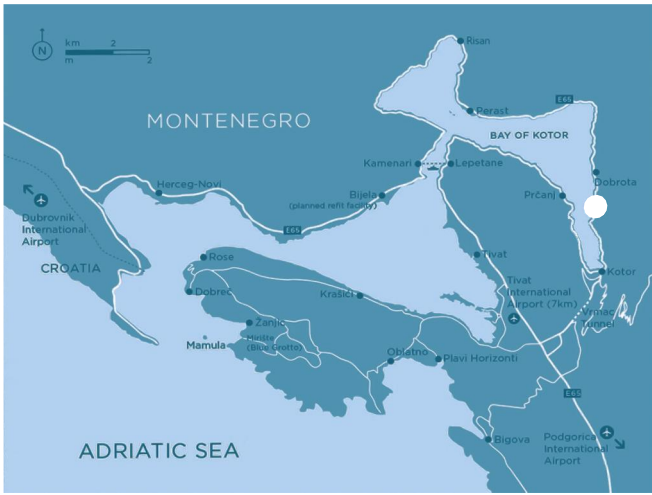 Risan
km 2
N
m 2
E65
Perast
MONTENEGRO
BAY OF KOTOR
Kamenari
Lepetane
Herceg-Novi
Bijela
(planned refit facility)
Prčanj
Dobrota
Dubrovnik
International
Airport
E65
CROATIA
Rose
Tivat
Kotor
Dobreč
Krašići
Tivat
International
Airport (7km)
Vrmac
Tunnel
Žanjic
Mirište
(Blue Grotte)
Mamula
Oblatno
Plavi Horizonti
E65
ADRIATIC SEA
Bigova
Podgorica
International
Airport